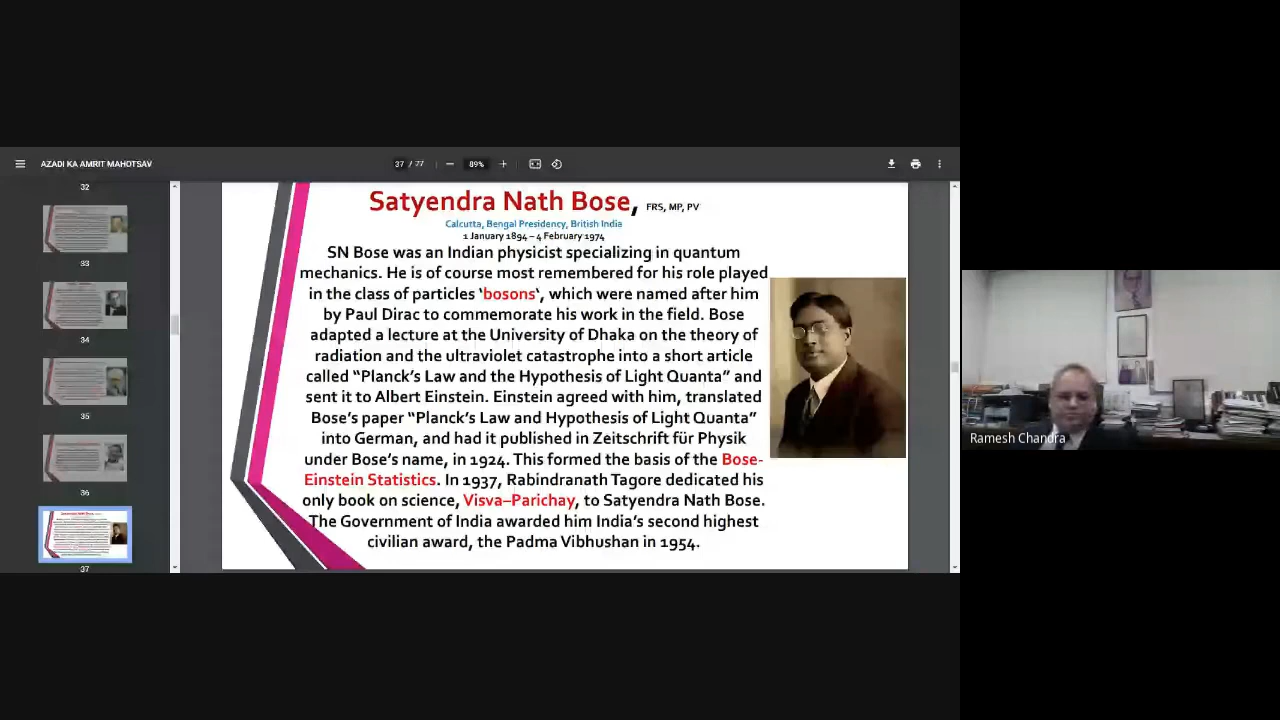 AZADI KA AMRIT MAHOTSAV
37 / 77
89%
32
33
34
35
36
37
Satyendra Nath Bose, FRS, MP, PV
Calcutta, Bengal Presidency, British India
1 January 1894 – 4 February 1974
SN Bose was an Indian physicist specializing in quantum
mechanics. He is of course most remembered for his role played
in the class of particles ‘bosons‘, which were named after him
by Paul Dirac to commemorate his work in the field. Bose
adapted a lecture at the University of Dhaka on the theory of
radiation and the ultraviolet catastrophe into a short article
called “Planck’s Law and the Hypothesis of Light Quanta” and
sent it to Albert Einstein. Einstein agreed with him, translated
Bose’s paper “Planck’s Law and Hypothesis of Light Quanta”
into German, and had it published in Zeitschrift für Physik
under Bose’s name, in 1924. This formed the basis of the Bose-
Einstein Statistics. In 1937, Rabindranath Tagore dedicated his
only book on science, Visva–Parichay, to Satyendra Nath Bose.
The Government of India awarded him India’s second highest
civilian award, the Padma Vibhushan in 1954.
Ramesh Chandra